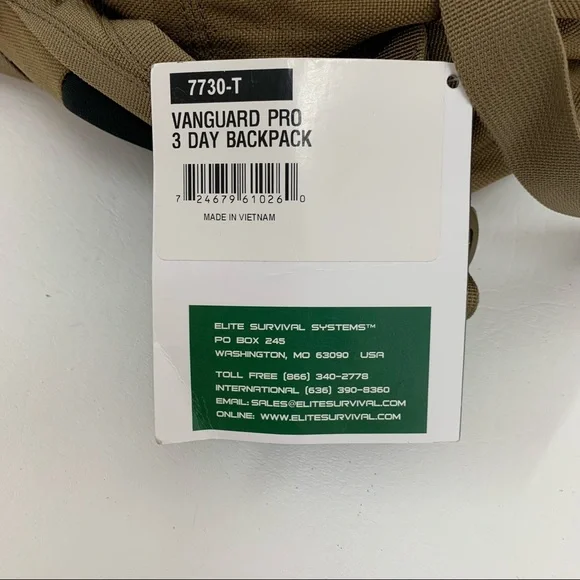 7730-T
VANGUARD PRO
3 DAY BACKPACK
7 24679 61026 0
MADE IN VIETNAM
ELITE SURVIVAL SYSTEMS™
PO BOX 245
WASHINGTON, MO 63090 USA
TOLL FREE (866) 340-2778
INTERNATIONAL (636) 390-8360
EMAIL: SALES@ELITESURVIVAL.COM
ONLINE: WWW.ELITESURVIVAL.COM